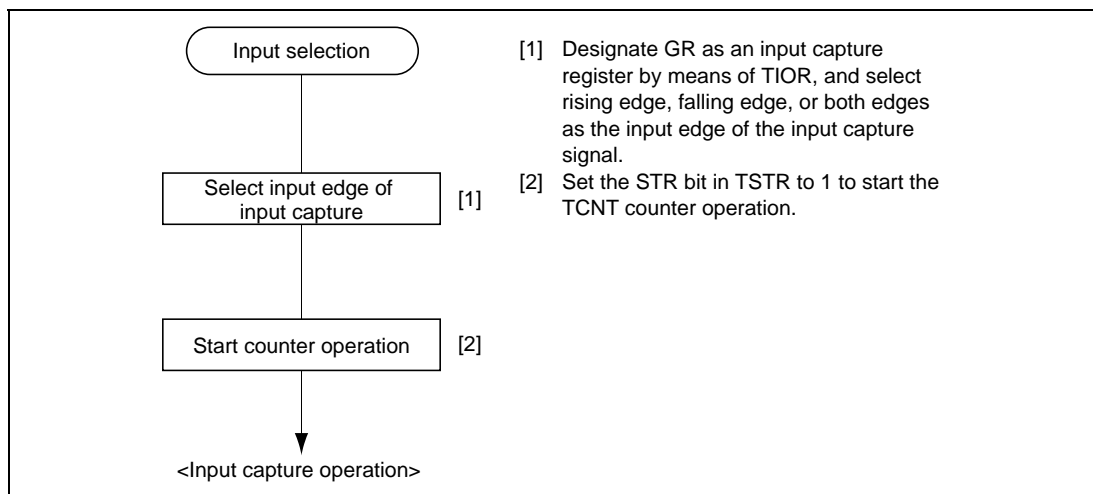 Input selection
Select input edge of
input capture
[1]
Start counter operation
[2]
<Input capture operation>
[1] Designate GR as an input capture
register by means of TIOR, and select
rising edge, falling edge, or both edges
as the input edge of the input capture
signal.
[2] Set the STR bit in TSTR to 1 to start the
TCNT counter operation.